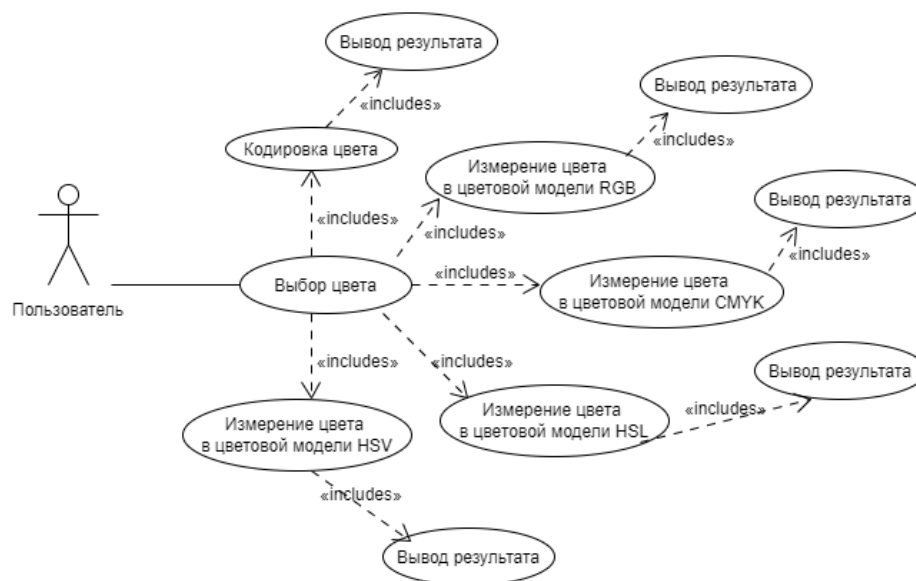 Вывод результата
«includes»
Кодировка цвета
«includes»
Вывод результата
«includes»
Измерение цвета
в цветовой модели RGB
«includes»
Вывод результата
«includes»
Измерение цвета
в цветовой модели CMYK
«includes»
Выбор цвета
Пользователь
«includes»
Измерение цвета
в цветовой модели HSV
«includes»
Вывод результата
«includes»
Измерение цвета
в цветовой модели HSL
«includes»
Вывод результата